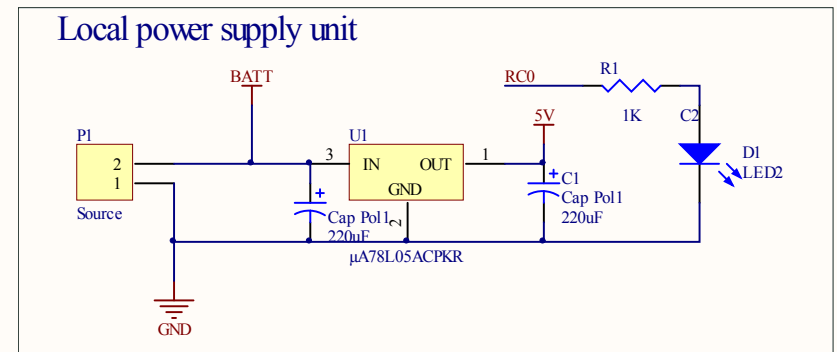 Local power supply unit
BATT
RC0
R1
1K
C2
5V
P1
2
1
Source
U1
3
IN
OUT
1
GND
2
D1
LED2
C1
Cap Pol1
220uF
Cap Pol1
220uF
µA78L05ACPKR
GND